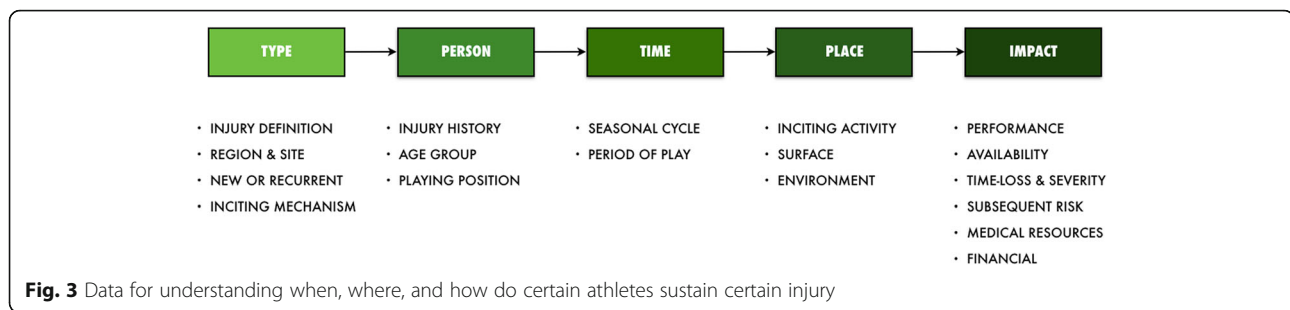 TYPE
PERSON
TIME
PLACE
IMPACT
• INJURY DEFINITION
• REGION & SITE
• NEW OR RECURRENT
• INCITING MECHANISM
• INJURY HISTORY
• AGE GROUP
• PLAYING POSITION
• SEASONAL CYCLE
• PERIOD OF PLAY
• INCITING ACTIVITY
• SURFACE
• ENVIRONMENT
• PERFORMANCE
• AVAILABILITY
• TIME-LOSS & SEVERITY
• SUBSEQUENT RISK
• MEDICAL RESOURCES
• FINANCIAL
Fig. 3 Data for understanding when, where, and how do certain athletes sustain certain injury